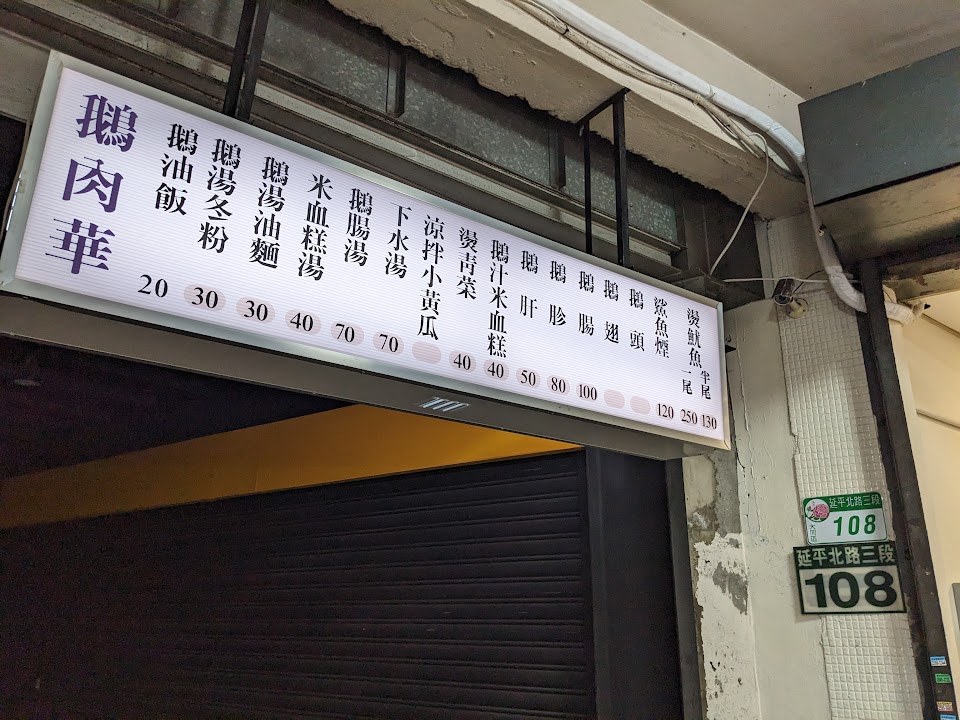 鵝肉華
鵝油飯
20
鵝湯冬粉
30
鵝湯油麵
30
米血糕湯
40
鵝腸湯
70
下水湯
70
涼拌小黃瓜
燙青菜
40
鵝汁米血糕
40
鵝肝
50
鵝胗
80
鵝腸
100
鵝翅
鵝頭
鯊魚煙
120
燙魷魚
一尾
250
半尾
130
延平北路三段
大同區
108
延平北路三段
108